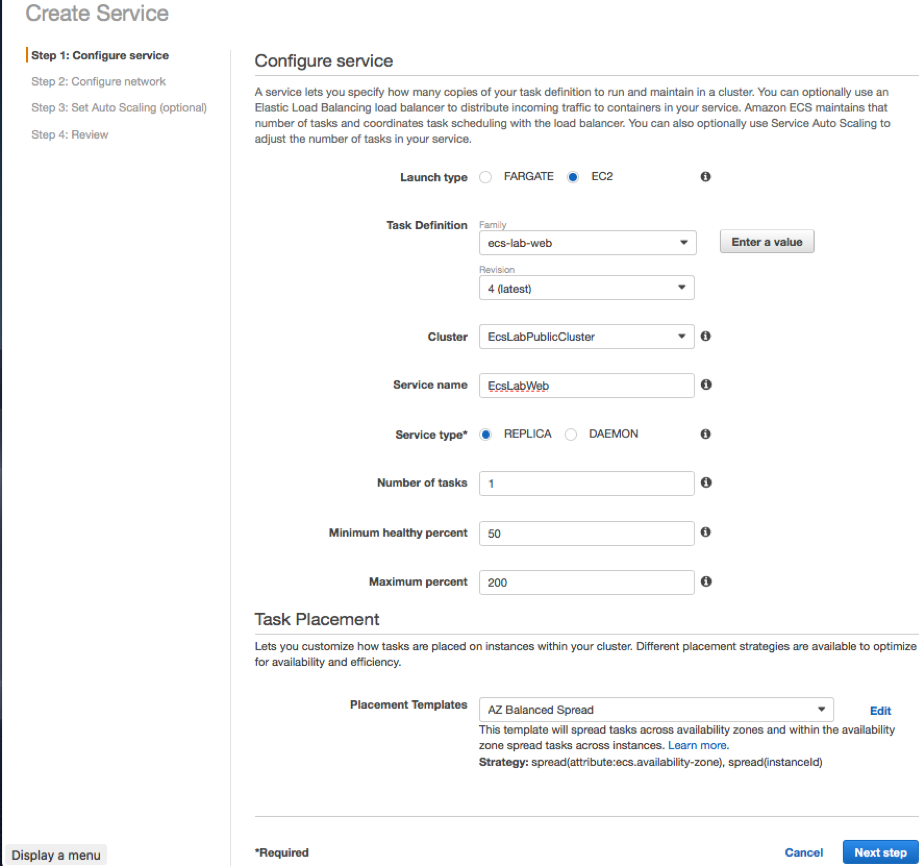 Create Service
Step 1: Configure service
Step 2: Configure network
Step 3: Set Auto Scaling (optional)
Step 4: Review
Configure service
A service lets you specify how many copies of your task definition to run and maintain in a cluster. You can optionally use an
Elastic Load Balancing load balancer to distribute incoming traffic to containers in your service. Amazon ECS maintains that
number of tasks and coordinates task scheduling with the load balancer. You can also optionally use Service Auto Scaling to
adjust the number of tasks in your service.
Launch type FARGATE EC2
Task Definition Family
ecs-lab-web Enter a value
Revision
4 (latest)
Cluster EcsLabPublicCluster
Service name EcsLabWeb
Service type* REPLICA DAEMON
Number of tasks 1
Minimum healthy percent 50
Maximum percent 200
Task Placement
Lets you customize how tasks are placed on instances within your cluster. Different placement strategies are available to optimize
for availability and efficiency.
Placement Templates AZ Balanced Spread Edit
This template will spread tasks across availability zones and within the availability
zone spread tasks across instances. Learn more.
Strategy: spread(attribute:ecs.availability-zone), spread(instanceId)
*Required Cancel Next step
Display a menu